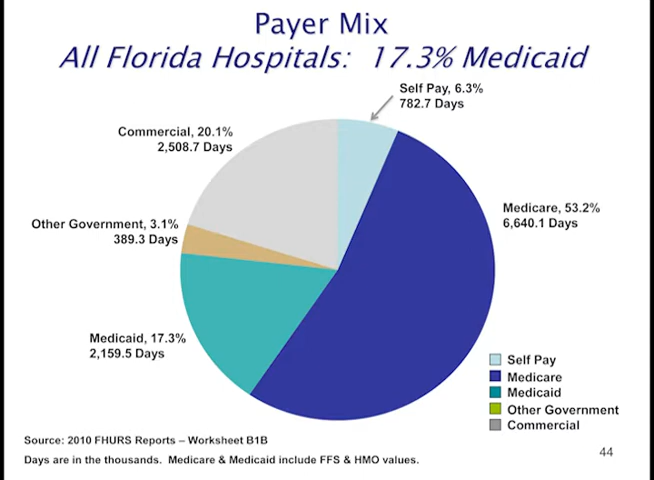 Payer Mix
All Florida Hospitals: 17.3% Medicaid
Self Pay, 6.3%
782.7 Days
Commercial, 20.1%
2,508.7 Days
Medicare, 53.2%
6,640.1 Days
Other Government, 3.1%
389.3 Days
Medicaid, 17.3%
2,159.5 Days
Self Pay
Medicare
Medicaid
Other Government
Commercial
Source: 2010 FHURS Reports – Worksheet B1B
Days are in the thousands. Medicare & Medicaid include FFS & HMO values.
44